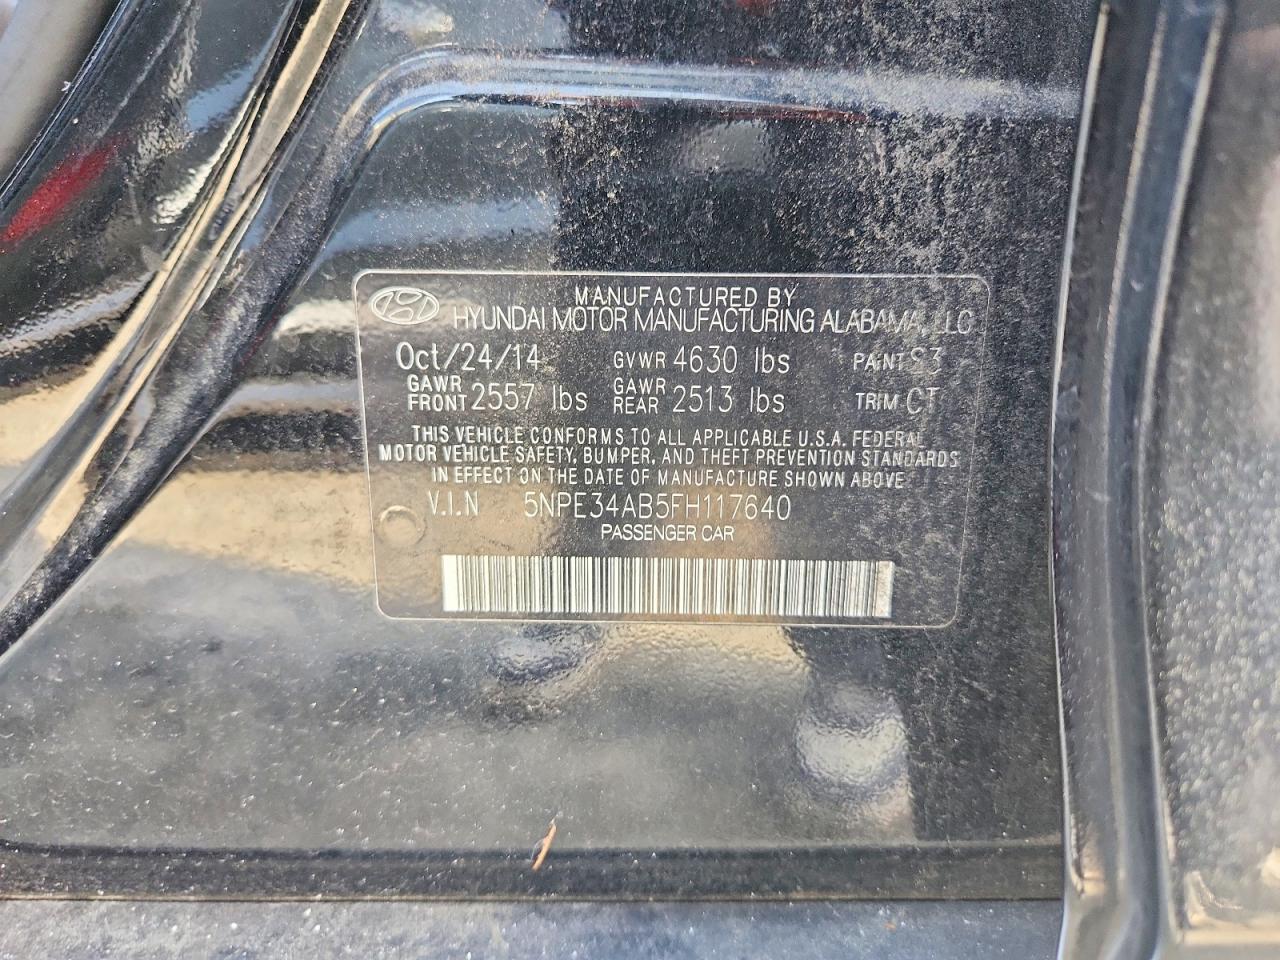 MANUFACTURED BY
HYUNDAI MOTOR MANUFACTURING ALABAMA, LLC
Oct/24/14 GVWR 4630 lbs PAINT S3
GAWR FRONT 2557 lbs GAWR REAR 2513 lbs TRIM CT
THIS VEHICLE CONFORMS TO ALL APPLICABLE U.S.A. FEDERAL
MOTOR VEHICLE SAFETY, BUMPER, AND THEFT PREVENTION STANDARDS
IN EFFECT ON THE DATE OF MANUFACTURE SHOWN ABOVE
V.I.N 5NPE34AB5FH117640
PASSENGER CAR